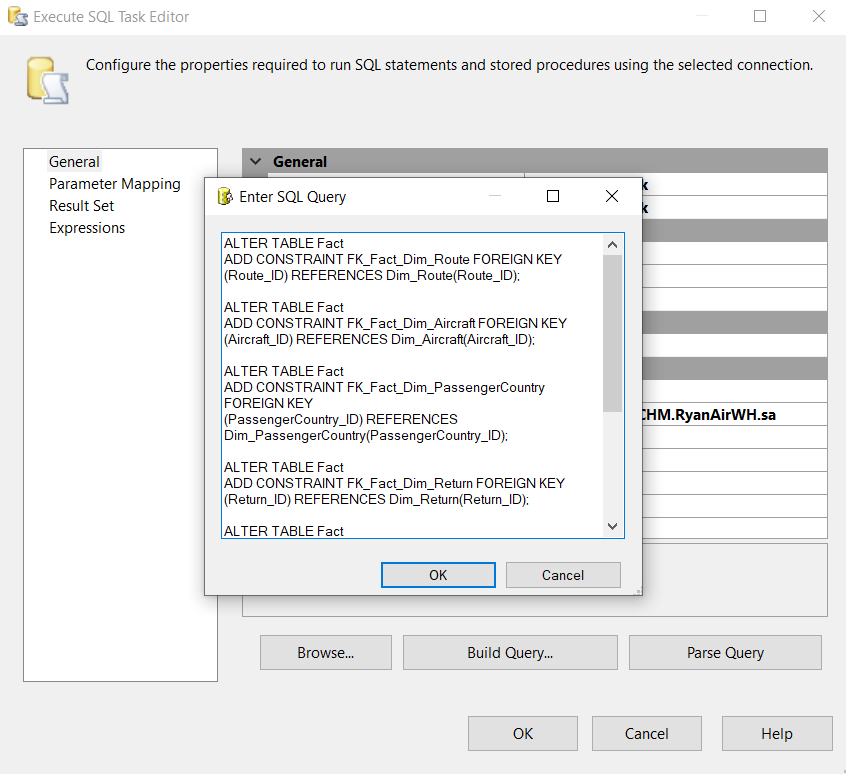 Execute SQL Task Editor
Configure the properties required to run SQL statements and stored procedures using the selected connection.
General
Parameter Mapping
Result Set
Expressions
General
Enter SQL Query
ALTER TABLE Fact
ADD CONSTRAINT FK_Fact_Dim_Route FOREIGN KEY
(Route_ID) REFERENCES Dim_Route(Route_ID);
ALTER TABLE Fact
ADD CONSTRAINT FK_Fact_Dim_Aircraft FOREIGN KEY
(Aircraft_ID) REFERENCES Dim_Aircraft(Aircraft_ID);
ALTER TABLE Fact
ADD CONSTRAINT FK_Fact_Dim_PassengerCountry
FOREIGN KEY
(PassengerCountry_ID) REFERENCES
Dim_PassengerCountry(PassengerCountry_ID);
ALTER TABLE Fact
ADD CONSTRAINT FK_Fact_Dim_Return FOREIGN KEY
(Return_ID) REFERENCES Dim_Return(Return_ID);
ALTER TABLE Fact
OK Cancel
k
k
CHM.RyanAirWH.sa
Browse... Build Query... Parse Query
OK Cancel Help